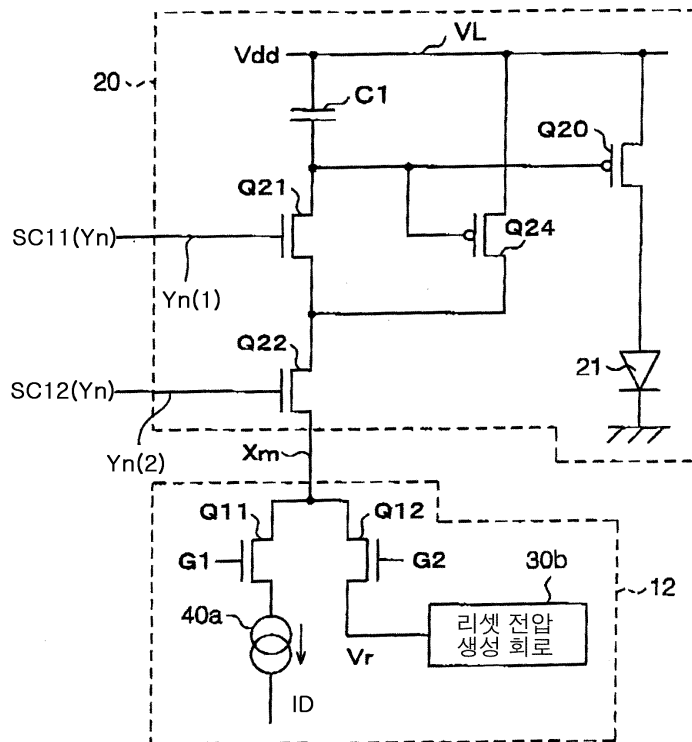 VL
Vdd
20
C1
Q20
Q21
SC11(Yn)
Q24
Yn(1)
Q22
21
SC12(Yn)
Yn(2)
Xm
Q11
Q12
G1
G2
30b
12
40a
리셋 전압
생성 회로
Vr
ID